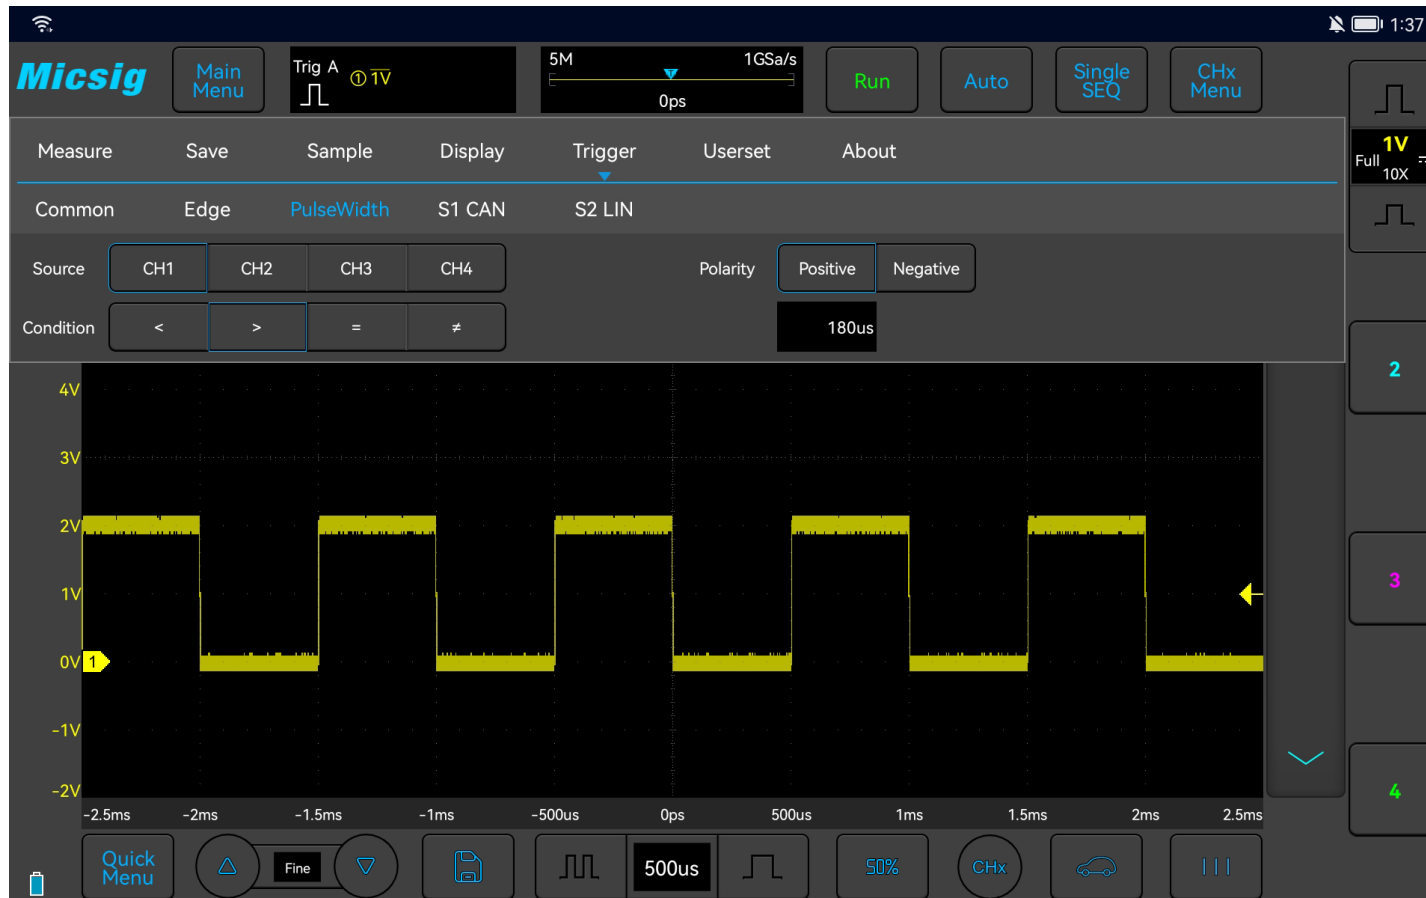 1:37
Micsig
Main Menu
Trig A
① 1V
5M 1GSa/s
T
0ps
Run
Auto
Single SEQ
CHx Menu
Measure Save Sample Display Trigger Userset About
1V
Full 10X
Common Edge PulseWidth S1 CAN S2 LIN
Source CH1 CH2 CH3 CH4 Polarity Positive Negative
Condition < > = ≠ 180us
2
4V
3V
2V
1V
0V 1
-1V
-2V
3
4
-2.5ms -2ms -1.5ms -1ms -500us 0ps 500us 1ms 1.5ms 2ms 2.5ms
Quick Menu
Fine
500us
50%
CHx